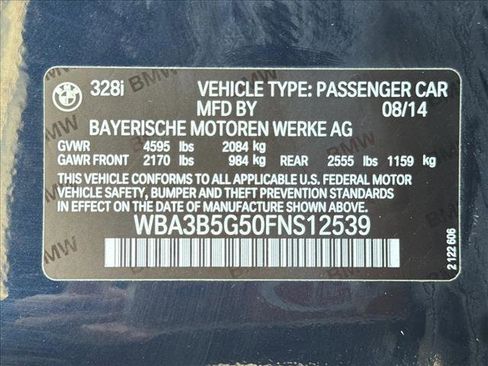 328i VEHICLE TYPE: PASSENGER CAR
MFD BY 08/14
BAYERISCHE MOTOREN WERKE AG
GVWR 4595 lbs 2084 kg
GAWR FRONT 2170 lbs 984 kg REAR 2555 lbs 1159 kg
THIS VEHICLE CONFORMS TO ALL APPLICABLE U.S. FEDERAL MOTOR
VEHICLE SAFETY, BUMPER AND THEFT PREVENTION STANDARDS IN
EFFECT ON THE DATE OF MANUFACTURE SHOWN ABOVE.
WBA3B5G50FNS12539
2 122 606